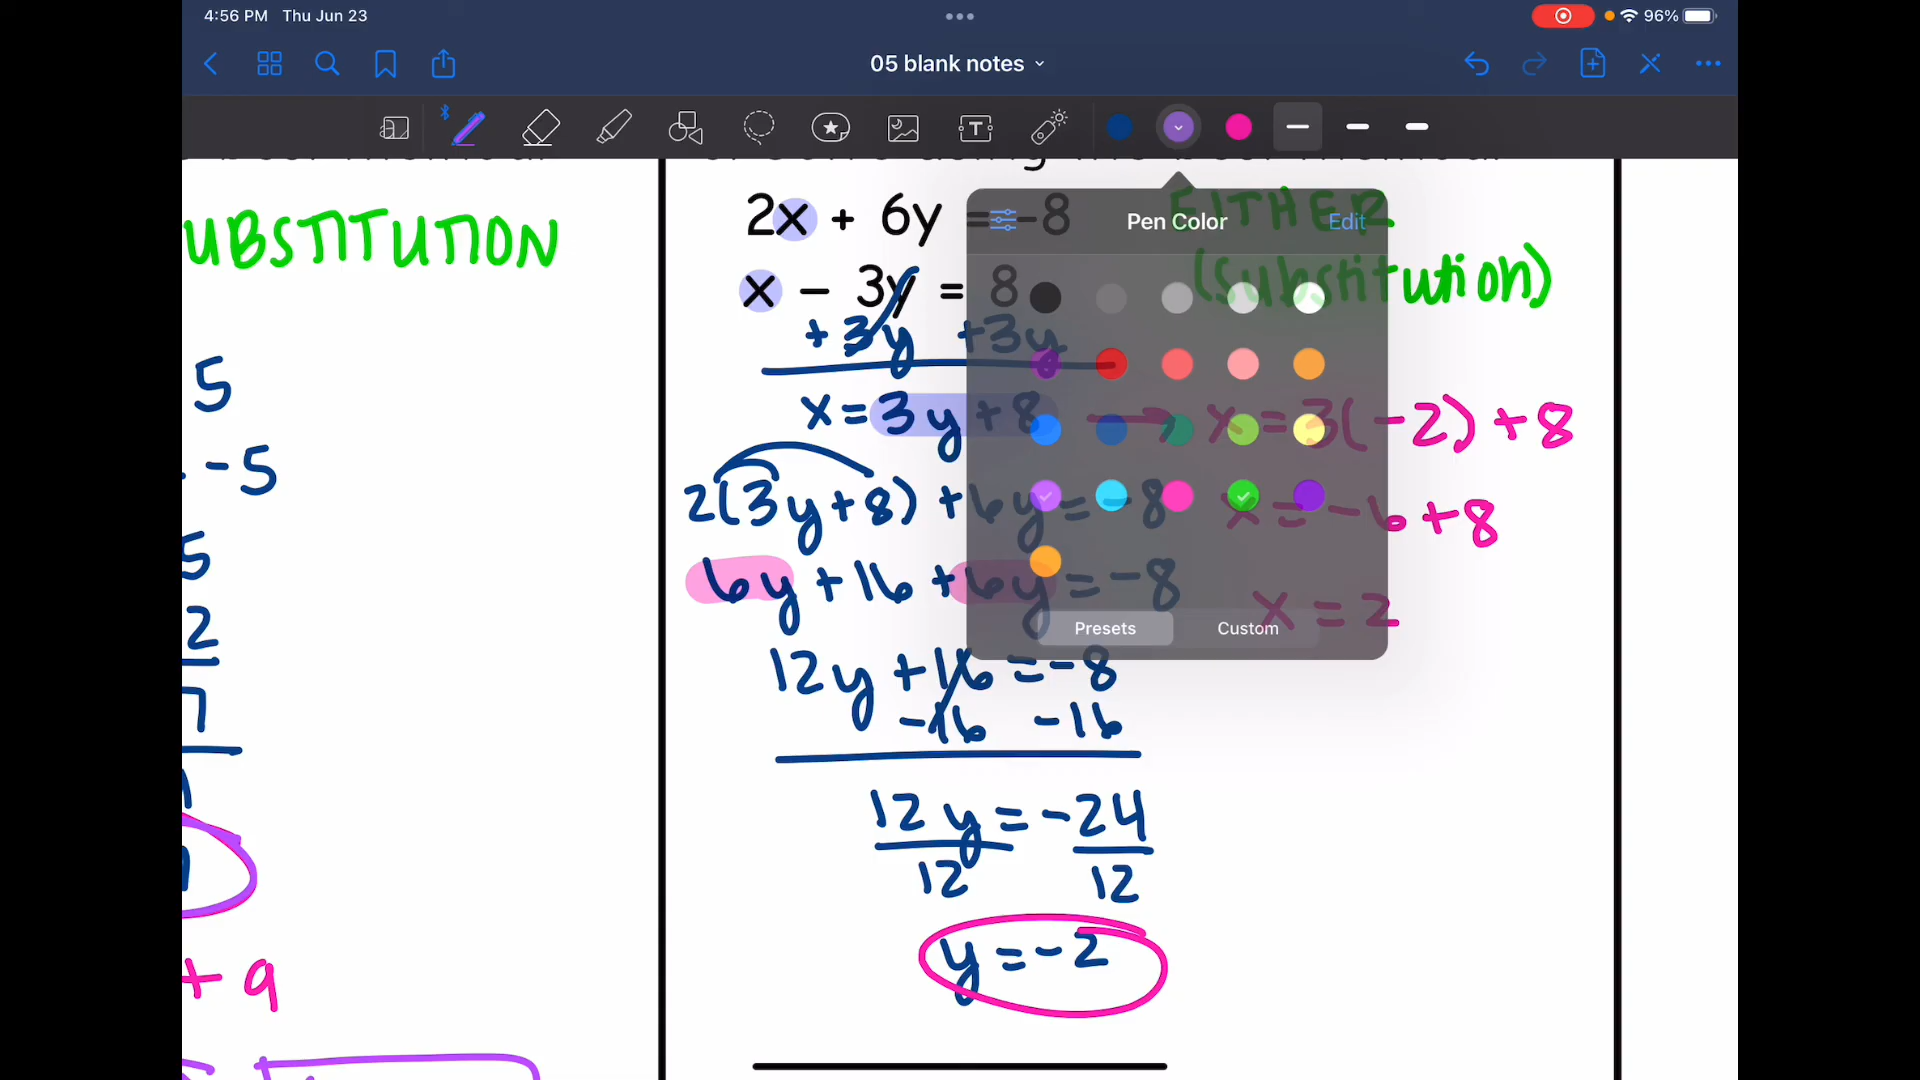 4:56 PM Thu Jun 23
96%
05 blank notes
UBSTITUTION
5
-5
5
2
7
+ 9
2x + 6y = -8
x - 3y = 8
+3y +3y
x = 3y + 8
2(3y+8) + 6y = -8
6y + 16 + 6y = -8
12y + 16 = -8
-16 -16
12y = -24
12 12
y = -2
EITHER
(substitution)
x = 3(-2) + 8
x = -6 + 8
x = 2
Pen Color
Edit
Presets
Custom